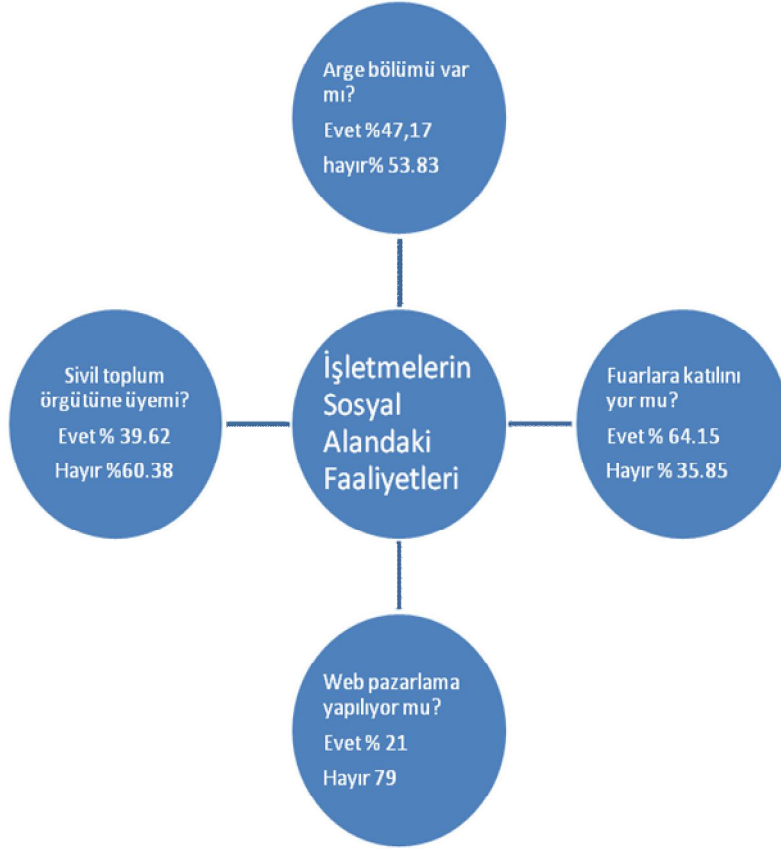 Arge bölümü var
mı?
Evet %47,17
hayır% 53.83
Sivil toplum
örgütüne üyemi?
Evet % 39.62
Hayır %60.38
İşletmelerin
Sosyal
Alandaki
Faaliyetleri
Fuarlara katılını
yor mu?
Evet % 64.15
Hayır % 35.85
Web pazarlama
yapılıyor mu?
Evet % 21
Hayır 79